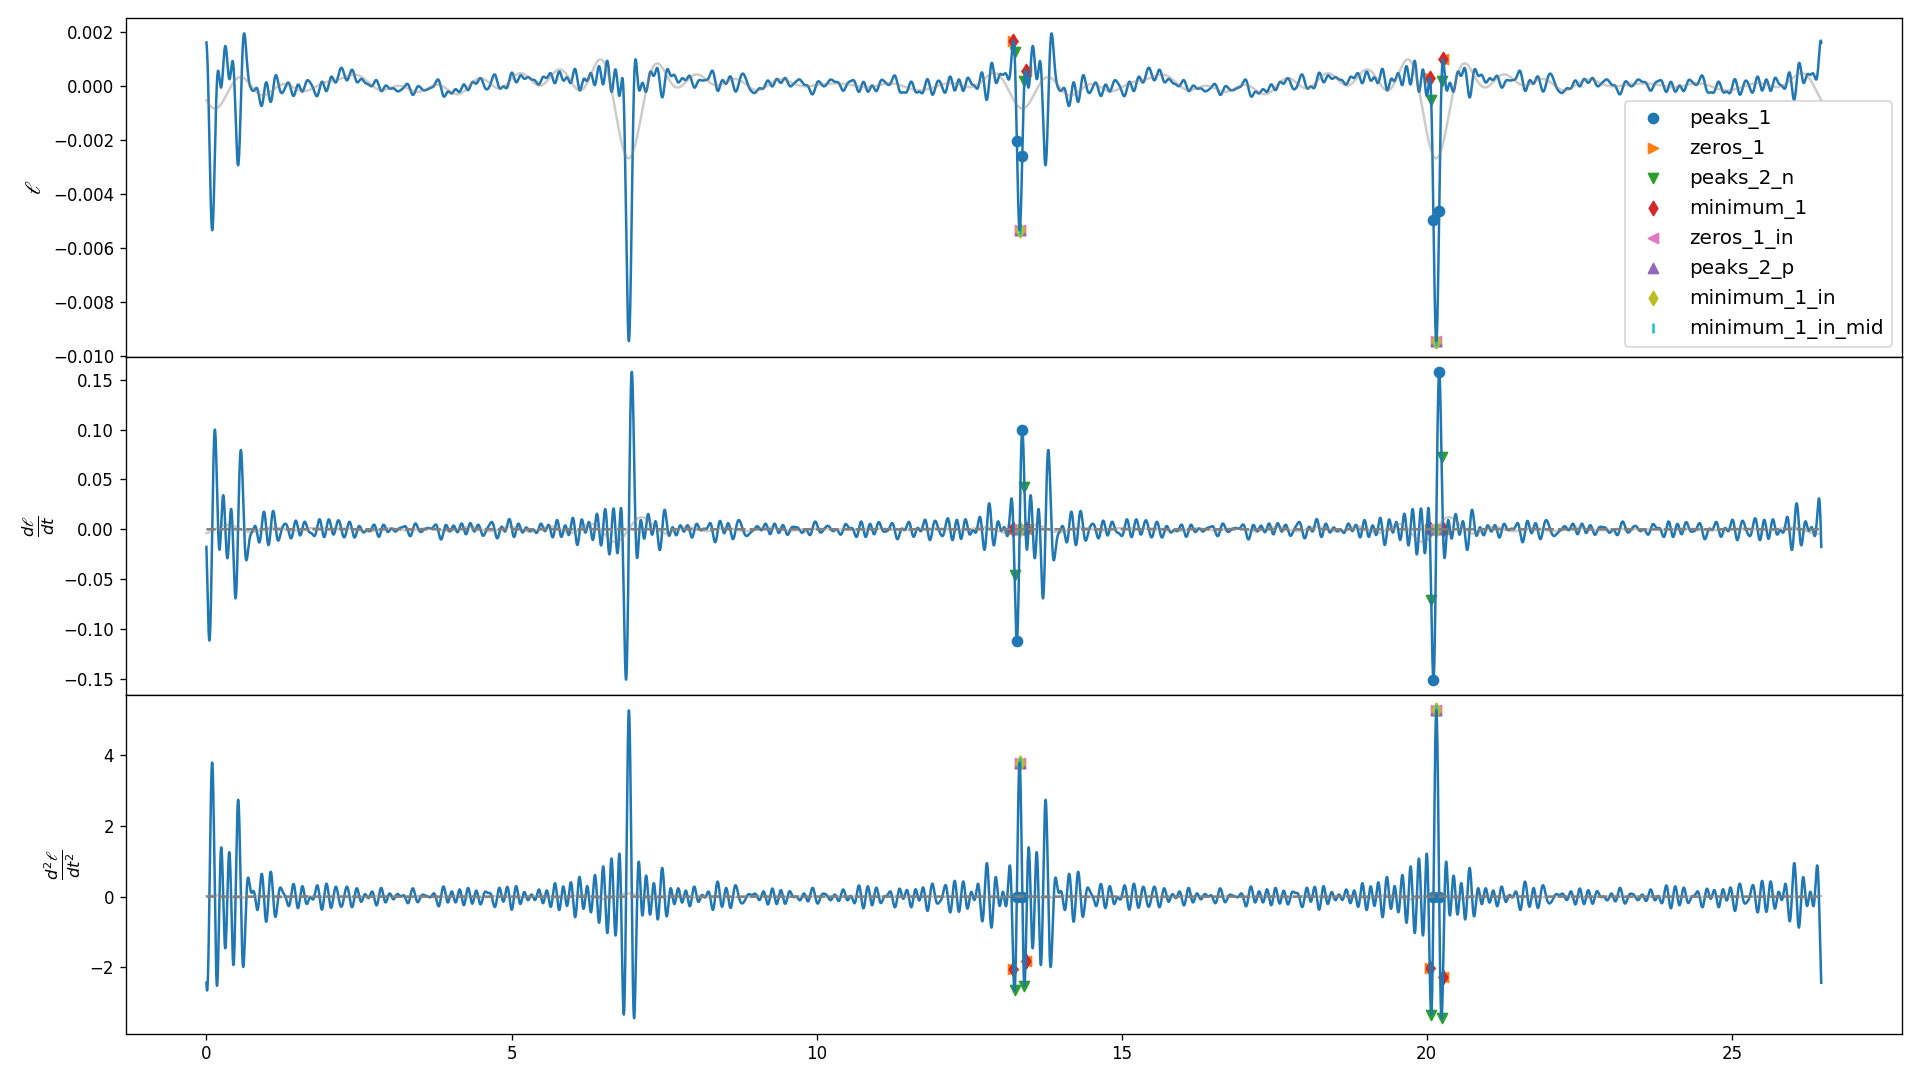 0.002
0.000
−0.002
−0.004
−0.006
−0.008
−0.010
ℓ
peaks_1
zeros_1
peaks_2_n
minimum_1
zeros_1_in
peaks_2_p
minimum_1_in
minimum_1_in_mid
0.15
0.10
0.05
0.00
−0.05
−0.10
−0.15
dℓ
dt
4
2
0
−2
d²ℓ
dt²
0 5 10 15 20 25